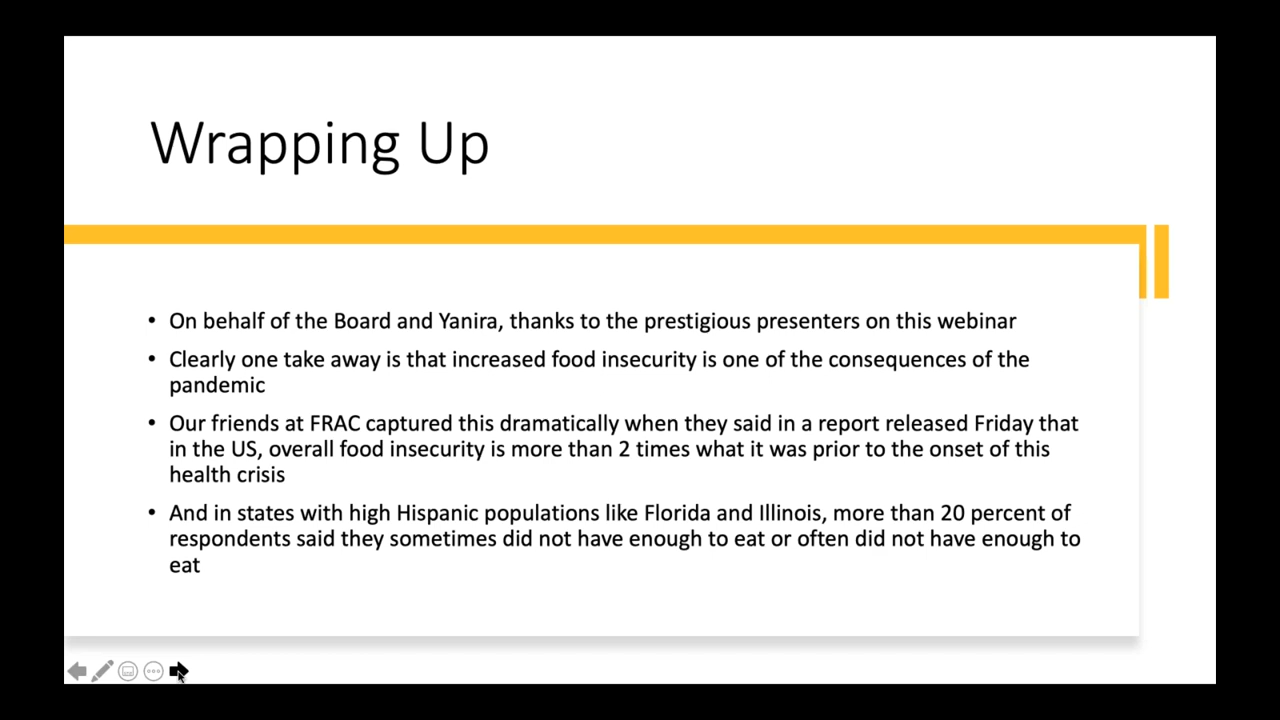 Wrapping Up
• On behalf of the Board and Yanira, thanks to the prestigious presenters on this webinar
• Clearly one take away is that increased food insecurity is one of the consequences of the
pandemic
• Our friends at FRAC captured this dramatically when they said in a report released Friday that
in the US, overall food insecurity is more than 2 times what it was prior to the onset of this
health crisis
• And in states with high Hispanic populations like Florida and Illinois, more than 20 percent of
respondents said they sometimes did not have enough to eat or often did not have enough to
eat